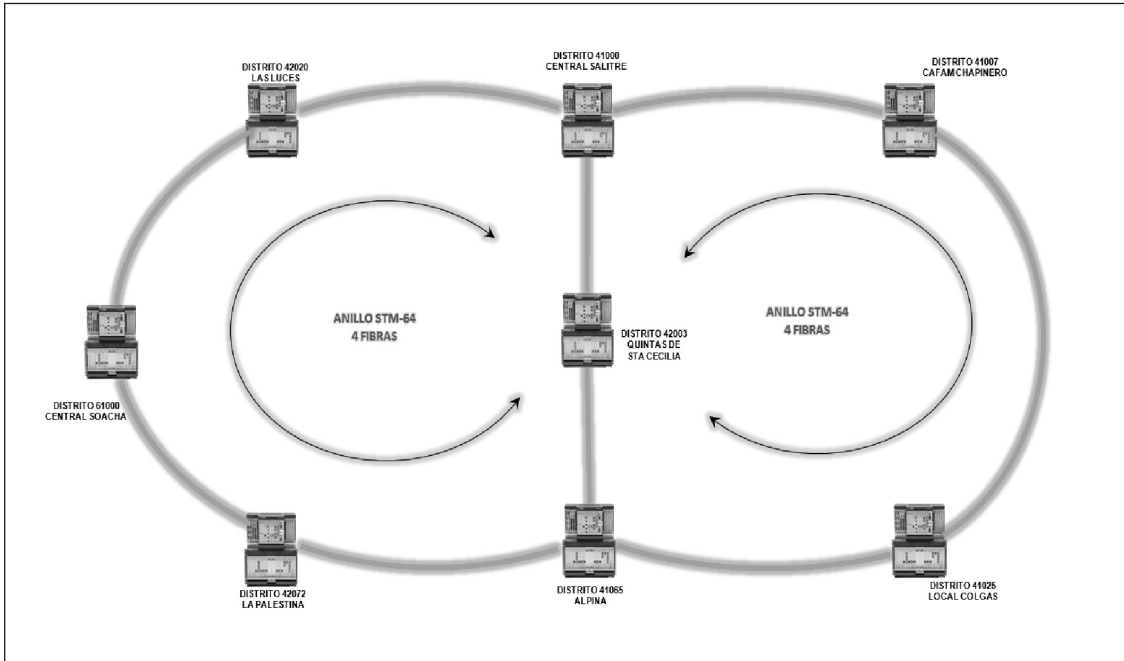 DISTRITO 42020
LAS LUCES
DISTRITO 41000
CENTRAL SALITRE
DISTRITO 41007
CAFAM CHAPINERO
ANILLO STM-64
4 FIBRAS
DISTRITO 42003
QUINTAS DE
STA CECILIA
ANILLO STM-64
4 FIBRAS
DISTRITO 61000
CENTRAL SOACHA
DISTRITO 42072
LA PALESTINA
DISTRITO 41065
ALPINA
DISTRITO 41025
LOCAL COLGAS